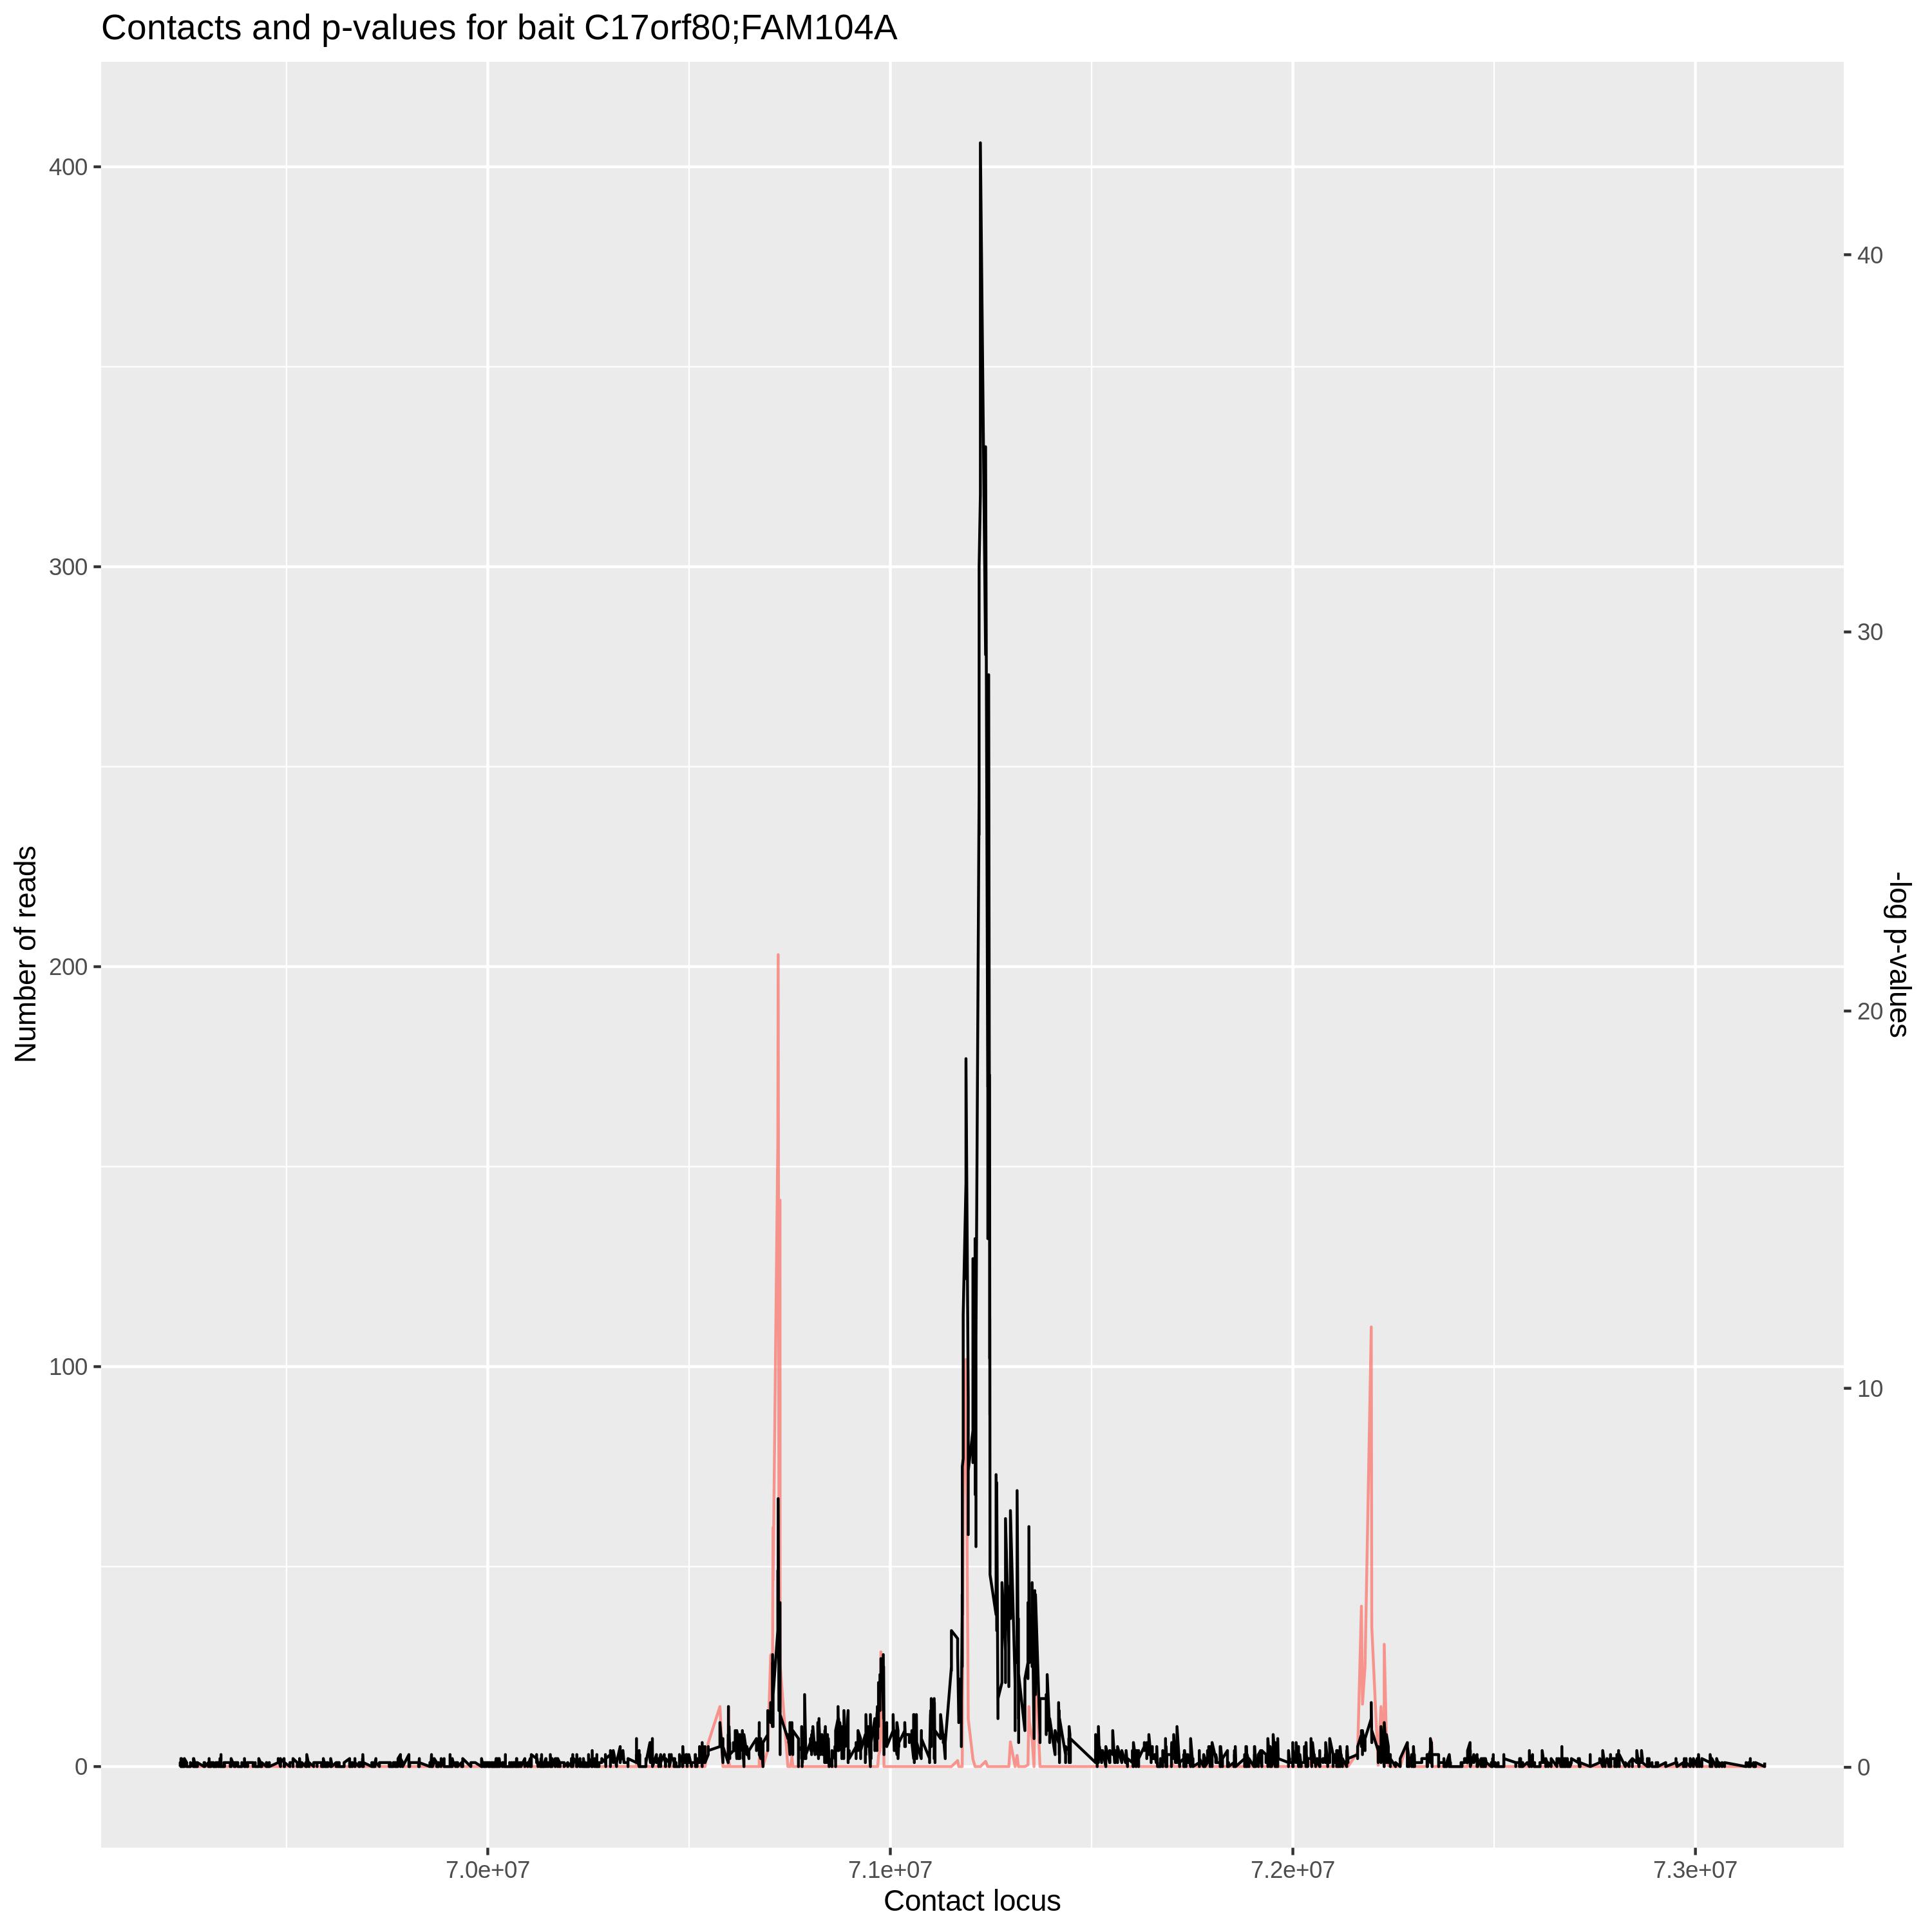 Contacts and p-values for bait C17orf80;FAM104A
400
300
200
100
0
Number of reads
40
30
20
10
0
-log p-values
7.0e+07 7.1e+07 7.2e+07 7.3e+07
Contact locus